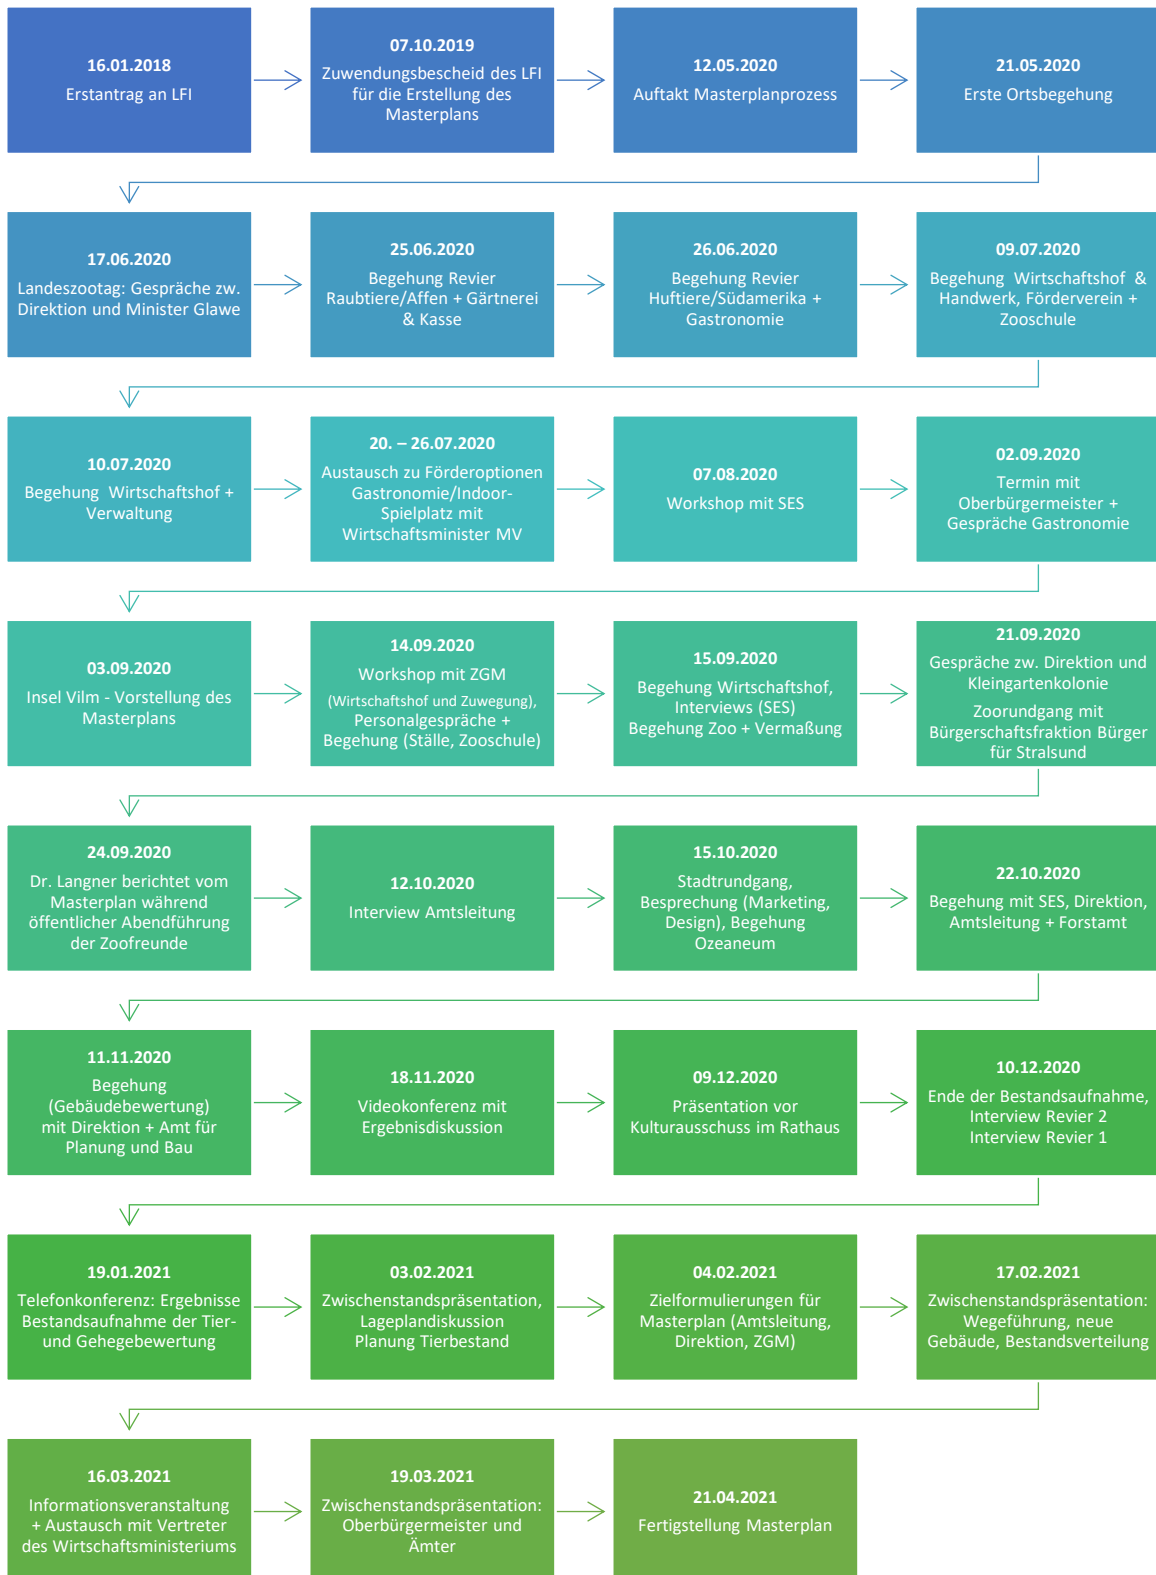 16.01.2018
Erstantrag an LFI
07.10.2019
Zuwendungsbescheid des LFI
für die Erstellung des
Masterplans
12.05.2020
Auftakt Masterplanprozess
21.05.2020
Erste Ortsbegehung
17.06.2020
Landeszootag: Gespräche zw.
Direktion und Minister Glawe
25.06.2020
Begehung Revier
Raubtiere/Affen + Gärtnerei
& Kasse
26.06.2020
Begehung Revier
Huftiere/Südamerika +
Gastronomie
09.07.2020
Begehung Wirtschaftshof &
Handwerk, Förderverein +
Zooschule
10.07.2020
Begehung Wirtschaftshof +
Verwaltung
20. – 26.07.2020
Austausch zu Förderoptionen
Gastronomie/Indoor-
Spielplatz mit
Wirtschaftsminister MV
07.08.2020
Workshop mit SES
02.09.2020
Termin mit
Oberbürgermeister +
Gespräche Gastronomie
03.09.2020
Insel Vilm - Vorstellung des
Masterplans
14.09.2020
Workshop mit ZGM
(Wirtschaftshof und Zuwegung),
Personalgespräche +
Begehung (Ställe, Zooschule)
15.09.2020
Begehung Wirtschaftshof,
Interviews (SES)
Begehung Zoo + Vermaßung
21.09.2020
Gespräche zw. Direktion und
Kleingartenkolonie
Zoorundgang mit
Bürgerschaftsfraktion Bürger
für Stralsund
24.09.2020
Dr. Langner berichtet vom
Masterplan während
öffentlicher Abendführung
der Zoofreunde
12.10.2020
Interview Amtsleitung
15.10.2020
Stadtrundgang,
Besprechung (Marketing,
Design), Begehung
Ozeaneum
22.10.2020
Begehung mit SES, Direktion,
Amtsleitung + Forstamt
11.11.2020
Begehung
(Gebäudebewertung)
mit Direktion + Amt für
Planung und Bau
18.11.2020
Videokonferenz mit
Ergebnisdiskussion
09.12.2020
Präsentation vor
Kulturausschuss im Rathaus
10.12.2020
Ende der Bestandsaufnahme,
Interview Revier 2
Interview Revier 1
19.01.2021
Telefonkonferenz: Ergebnisse
Bestandsaufnahme der Tier-
und Gehegebewertung
03.02.2021
Zwischenstandspräsentation,
Lageplandiskussion
Planung Tierbestand
04.02.2021
Zielformulierungen für
Masterplan (Amtsleitung,
Direktion, ZGM)
17.02.2021
Zwischenstandspräsentation:
Wegeführung, neue
Gebäude, Bestandsverteilung
16.03.2021
Informationsveranstaltung
+ Austausch mit Vertreter
des Wirtschaftsministeriums
19.03.2021
Zwischenstandspräsentation:
Oberbürgermeister und
Ämter
21.04.2021
Fertigstellung Masterplan